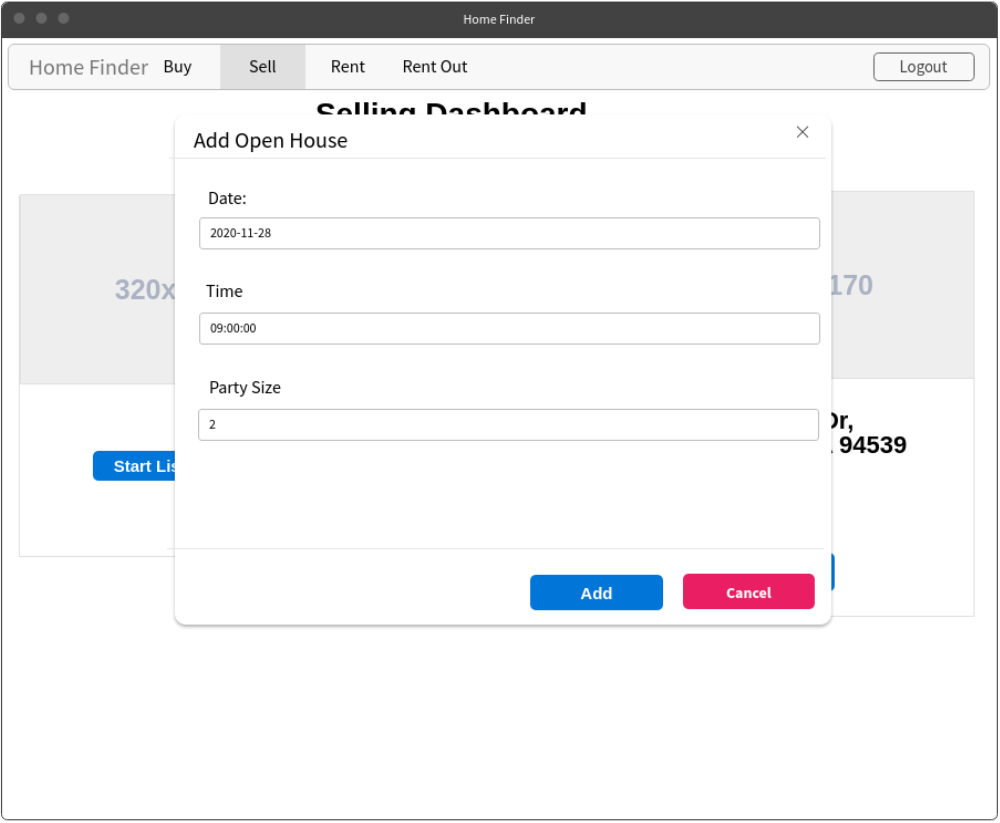 Home Finder
Home Finder Buy Sell Rent Rent Out Logout
Selling Dashboard
Add Open House
Date:
2020-11-28
320x
170
Time
09:00:00
Party Size
2
Dr,
94539
Start Lis
Add Cancel